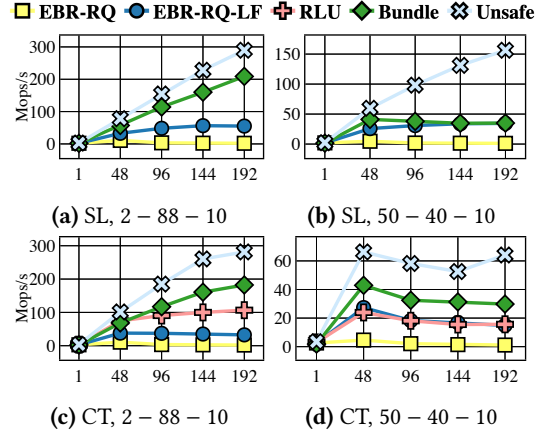 EBR-RQ EBR-RQ-LF RLU Bundle Unsafe
Mops/s
300
200
100
0
1 48 96 144 192
150
100
50
0
1 48 96 144 192
(a) SL, 2 − 88 − 10
(b) SL, 50 − 40 − 10
Mops/s
300
200
100
0
1 48 96 144 192
60
40
20
0
1 48 96 144 192
(c) CT, 2 − 88 − 10
(d) CT, 50 − 40 − 10